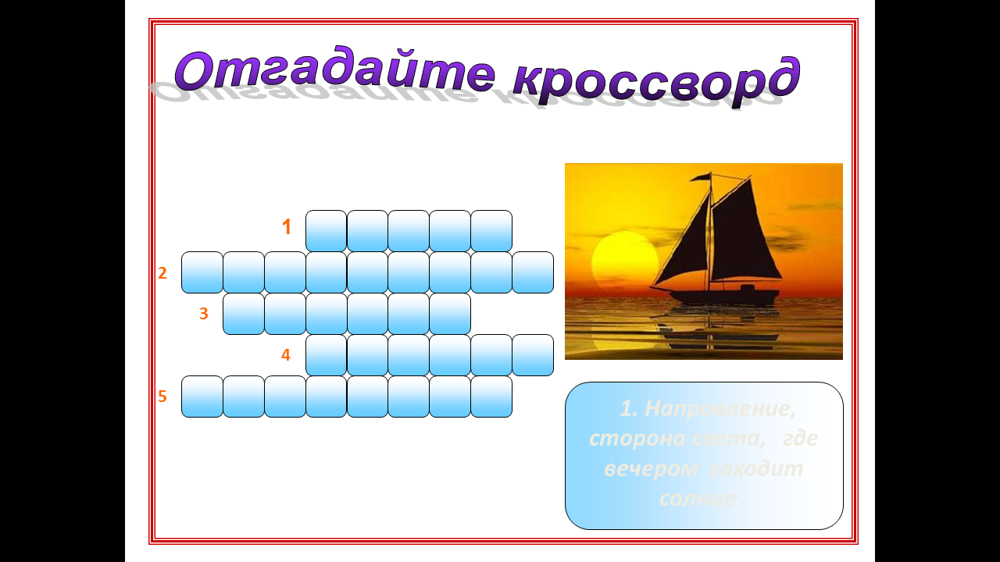 Отгадайте кроссворд
1
2
3
4
5
1. Направление,
сторона света, где
вечером заходит
солнце .